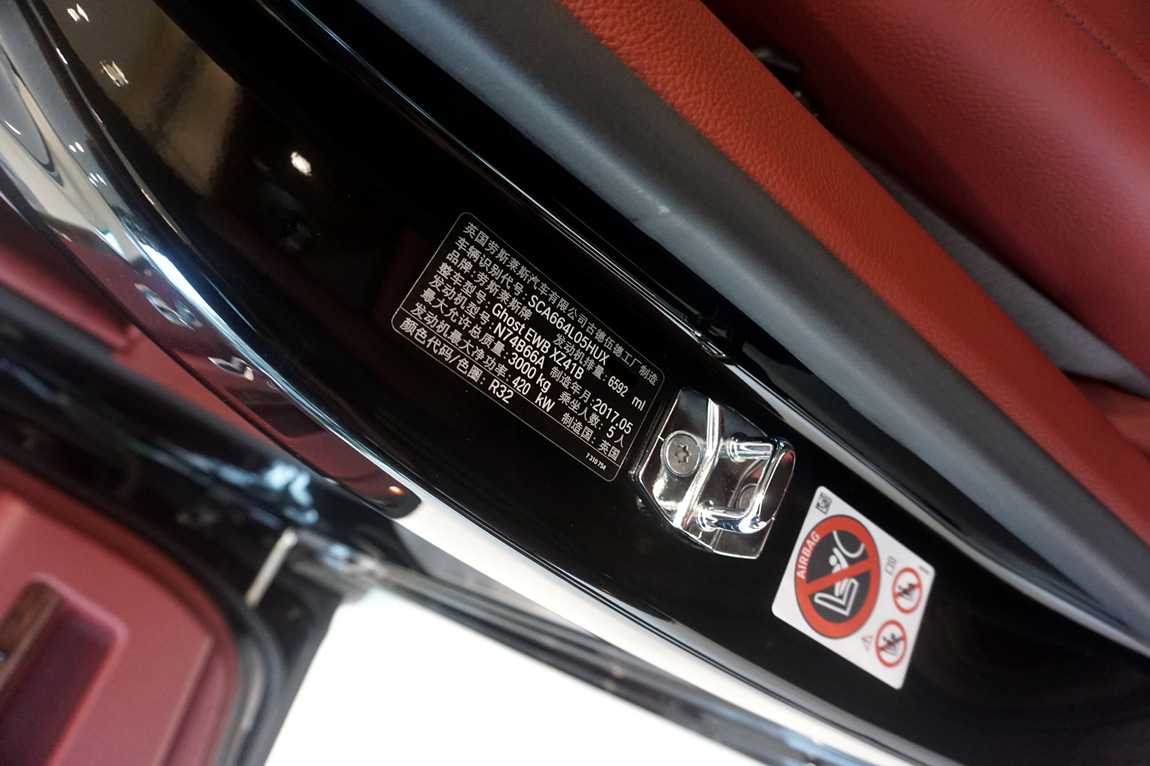 英国劳斯莱斯汽车有限公司古德伍德工厂制造
车辆识别代号：SCA664L05HUX
品牌：劳斯莱斯牌 发动机排量：6592 ml
整车型号：Ghost EWB XZ41B
发动机型号：N74B66A 制造年月：2017.05
最大允许总质量：3000 kg 乘坐人数：5人
发动机最大净功率：420 kW 制造国：英国
颜色代码/色圈：R32
7 310 794
AIRBAG